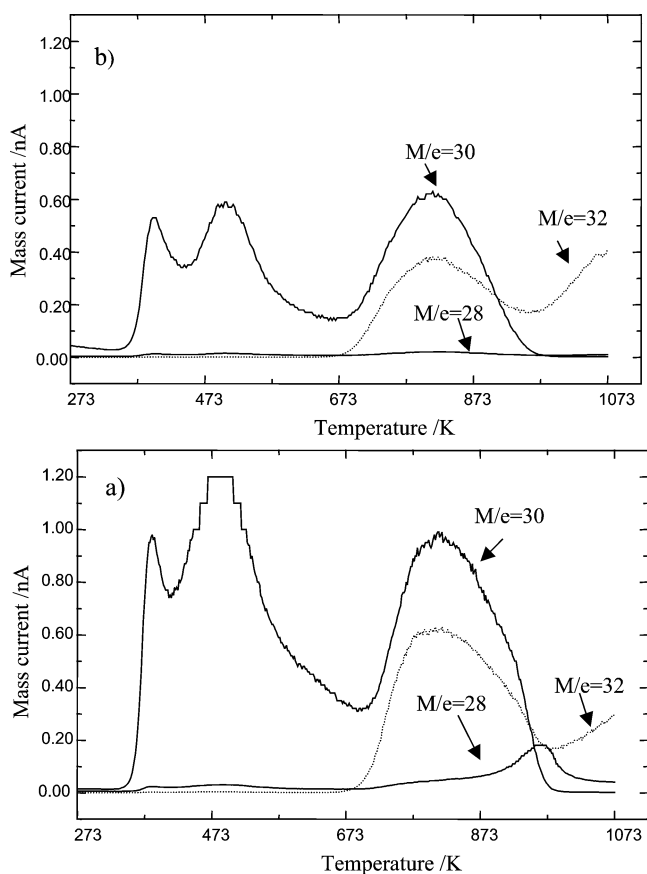 b)
1.20
1.00
0.80
0.60
0.40
0.20
0.00
Mass current /nA
M/e=30
M/e=32
M/e=28
273 473 673 873 1073
Temperature /K
a)
1.20
1.00
0.80
0.60
0.40
0.20
0.00
Mass current /nA
M/e=30
M/e=28
M/e=32
273 473 673 873 1073
Temperature /K